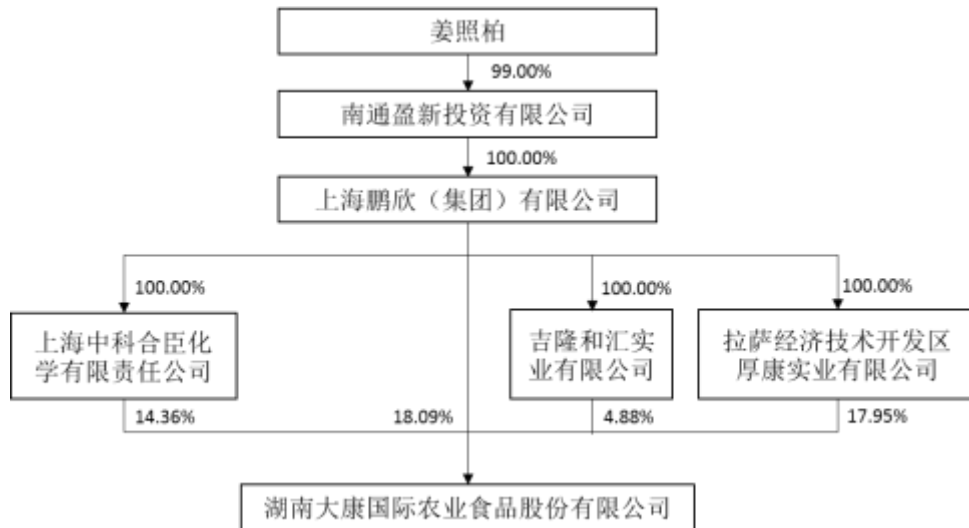 姜照柏
99.00%
南通盈新投资有限公司
100.00%
上海鹏欣（集团）有限公司
100.00%
100.00%
100.00%
上海中科合臣化
学有限责任公司
吉隆和汇实
业有限公司
拉萨经济技术开发区
厚康实业有限公司
14.36%
18.09%
4.88%
17.95%
湖南大康国际农业食品股份有限公司